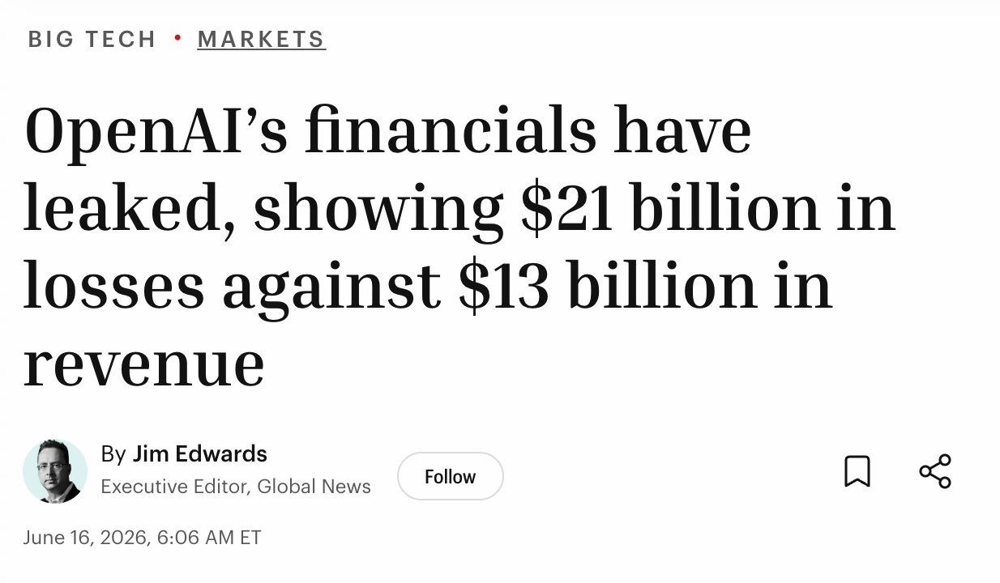 BIG TECH • MARKETS
OpenAI’s financials have
leaked, showing $21 billion in
losses against $13 billion in
revenue
By Jim Edwards
Executive Editor, Global News
Follow
June 16, 2026, 6:06 AM ET